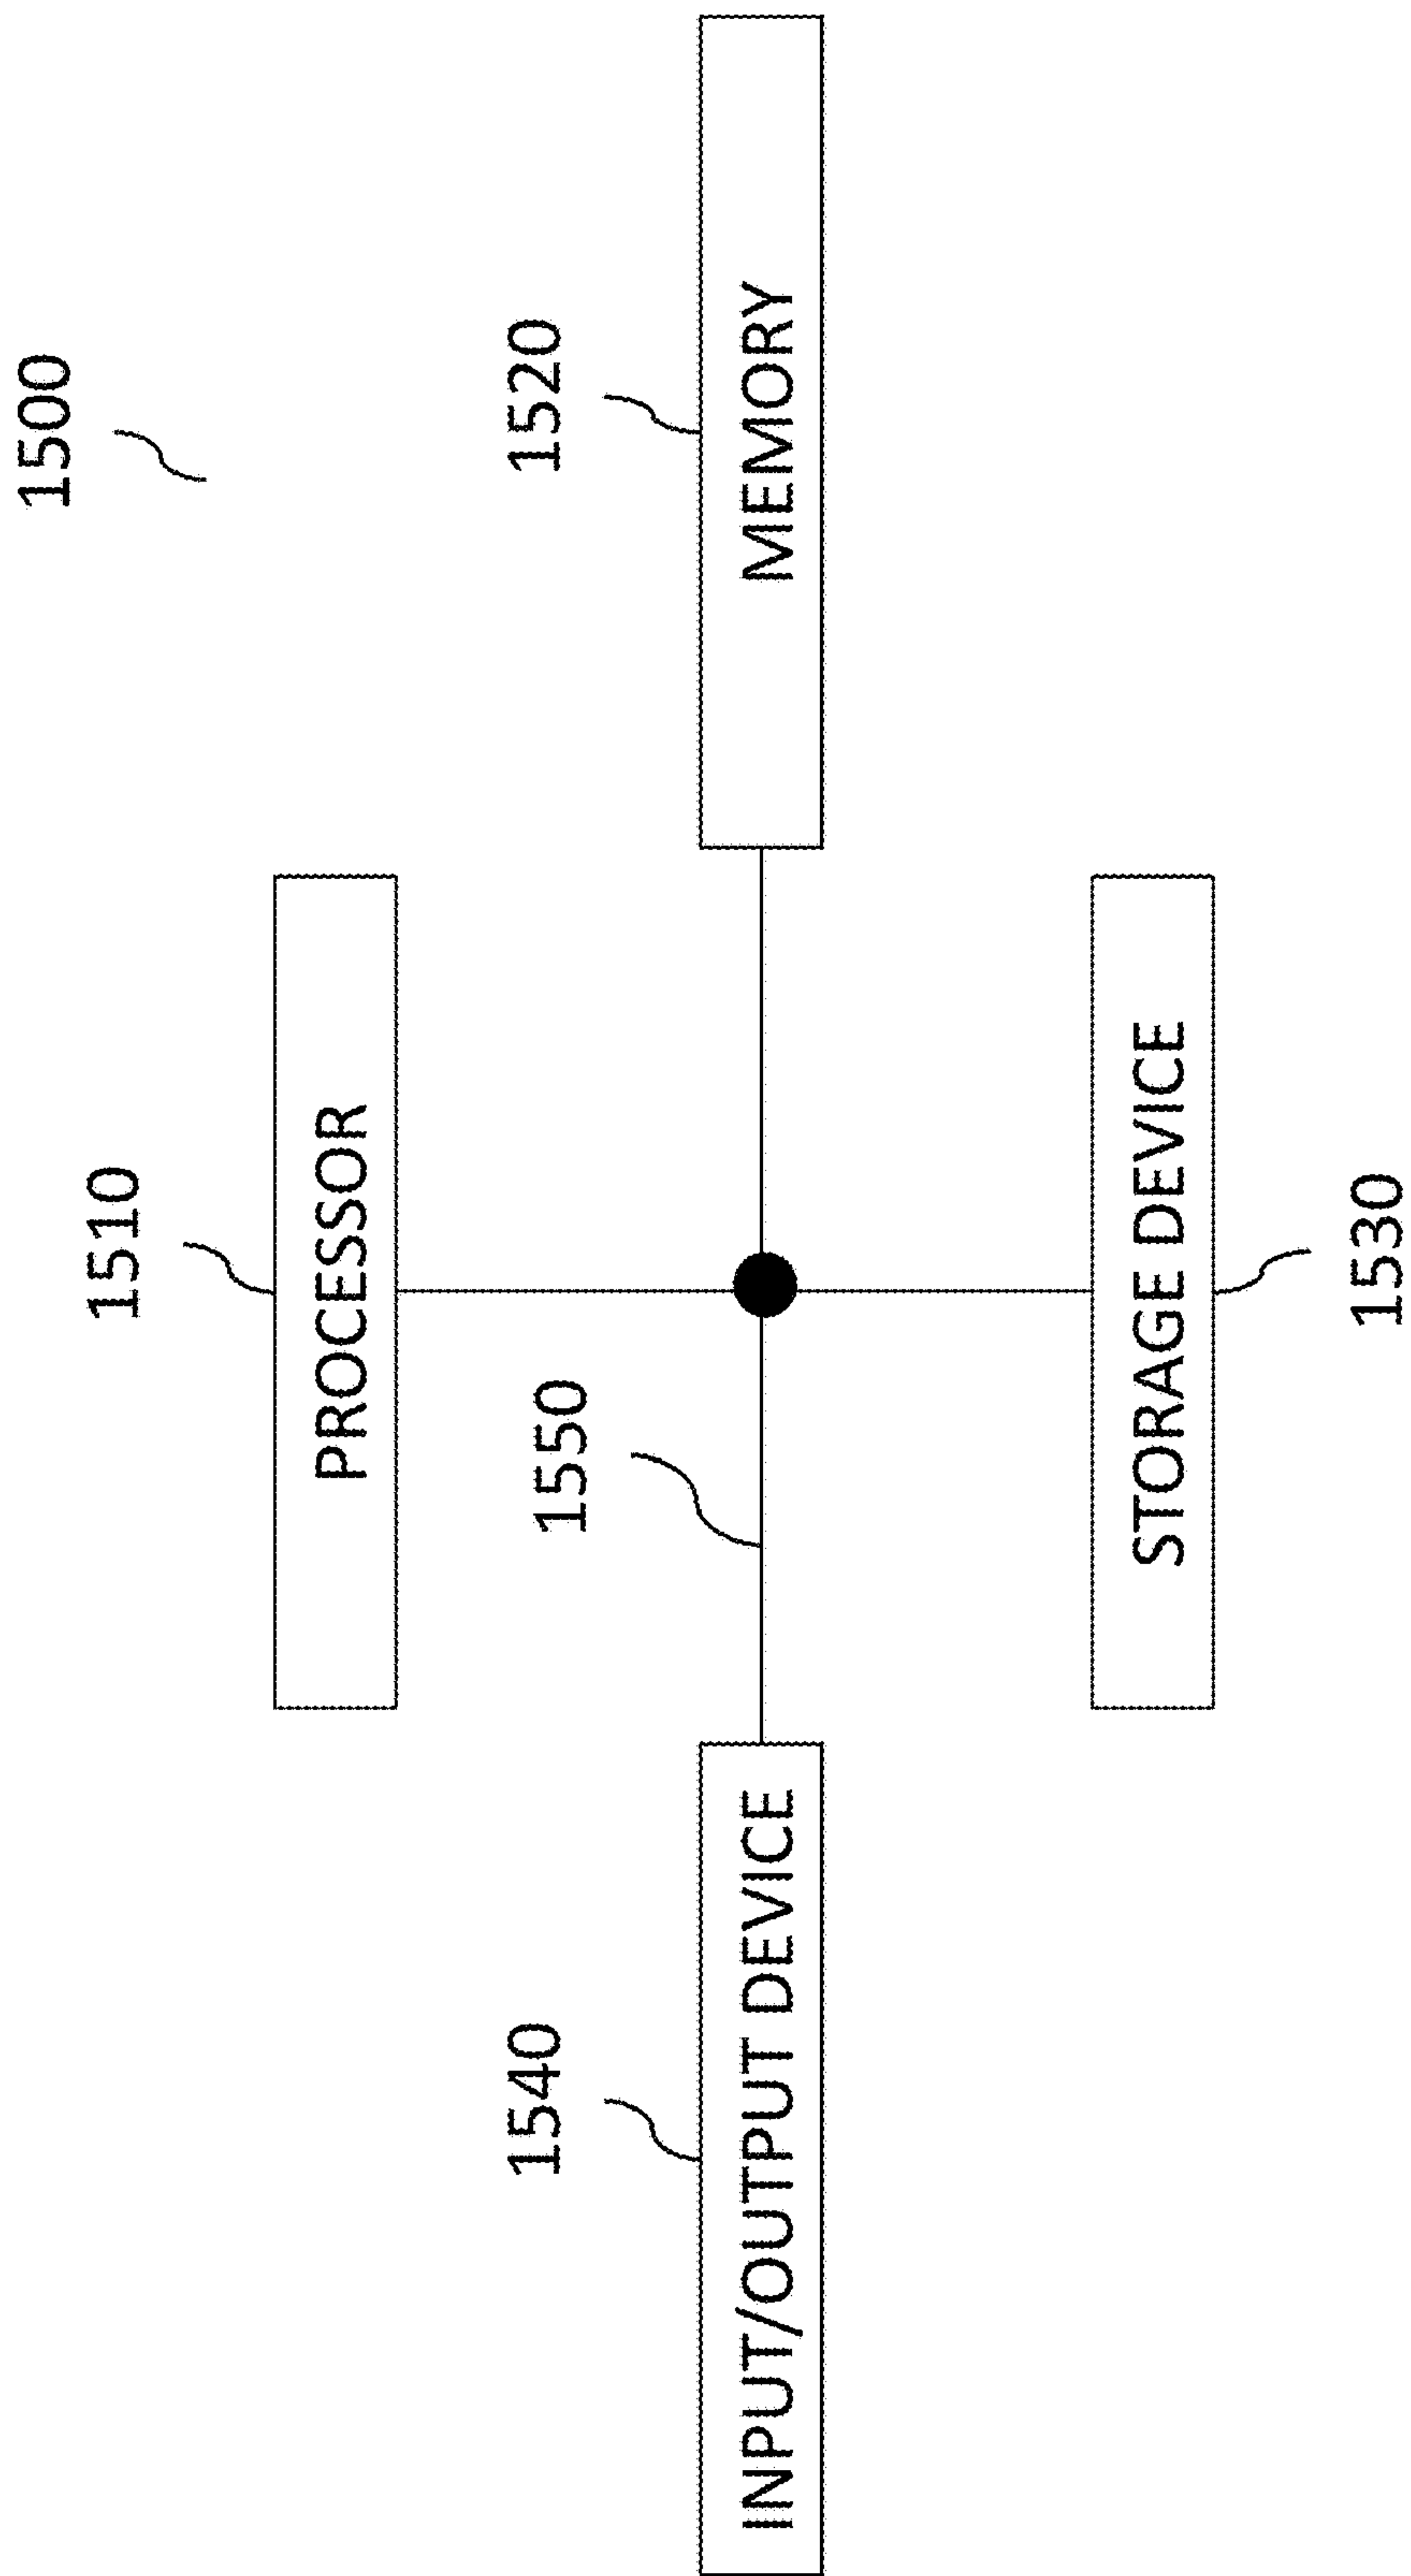 1500
1510
PROCESSOR
1540
1520
1550
INPUT/OUTPUT DEVICE
MEMORY
STORAGE DEVICE
1530